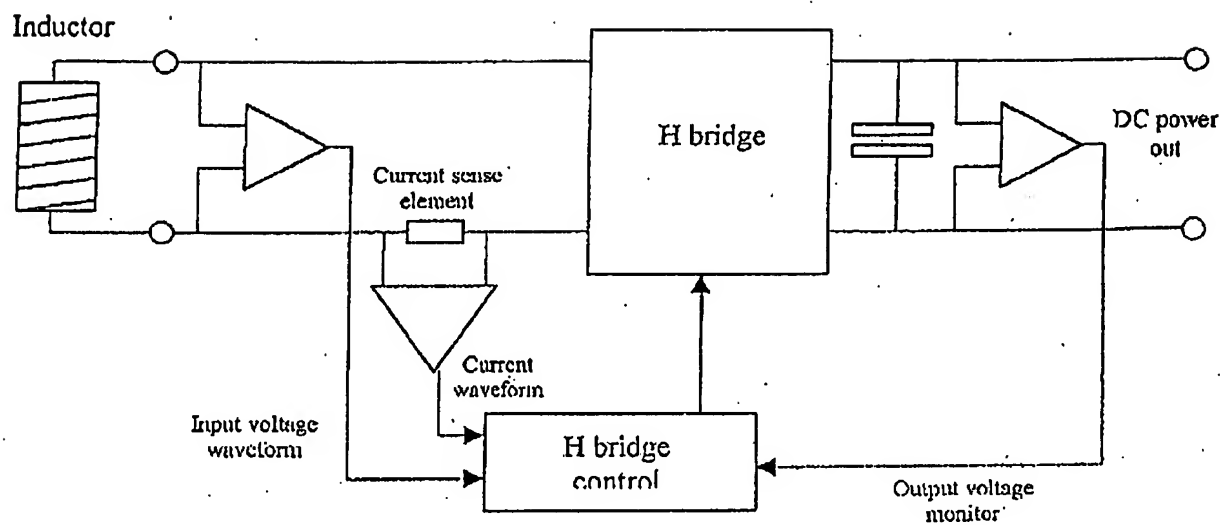 Inductor
H bridge
DC power
out
Current sense
element
Current
waveform
Input voltage
waveform
H bridge
control
Output voltage
monitor